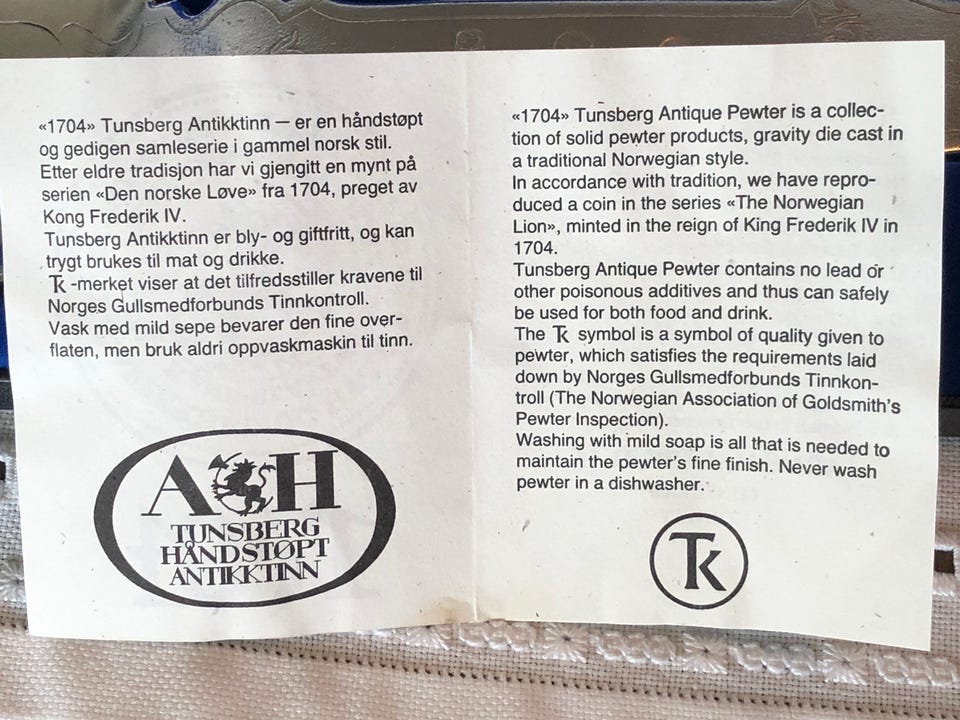 «1704» Tunsberg Antikktinn — er en håndstøpt
og gedigen samleserie i gammel norsk stil.
Etter eldre tradisjon har vi gjengitt en mynt på
serien «Den norske Løve» fra 1704, preget av
Kong Frederik IV.
Tunsberg Antikktinn er bly- og giftfritt, og kan
trygt brukes til mat og drikke.
Tk -merket viser at det tilfredsstiller kravene til
Norges Gullsmedforbunds Tinnkontroll.
Vask med mild sepe bevarer den fine over-
flaten, men bruk aldri oppvaskmaskin til tinn.
A H
TUNSBERG
HÅNDSTØPT
ANTIKKTINN
«1704» Tunsberg Antique Pewter is a collec-
tion of solid pewter products, gravity die cast in
a traditional Norwegian style.
In accordance with tradition, we have repro-
duced a coin in the series «The Norwegian
Lion», minted in the reign of King Frederik IV in
1704.
Tunsberg Antique Pewter contains no lead or
other poisonous additives and thus can safely
be used for both food and drink.
The Tk symbol is a symbol of quality given to
pewter, which satisfies the requirements laid
down by Norges Gullsmedforbunds Tinnkon-
troll (The Norwegian Association of Goldsmith's
Pewter Inspection).
Washing with mild soap is all that is needed to
maintain the pewter's fine finish. Never wash
pewter in a dishwasher.
Tk